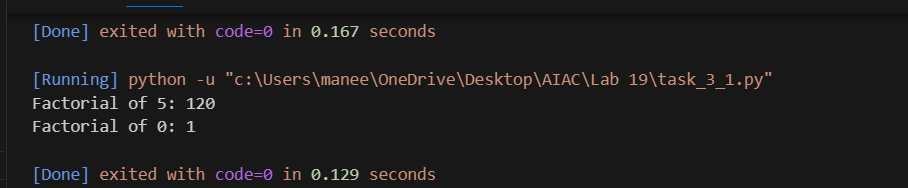 [Done] exited with code=0 in 0.167 seconds
[Running] python -u "c:\Users\manee\OneDrive\Desktop\AIAC\Lab 19\task_3_1.py"
Factorial of 5: 120
Factorial of 0: 1
[Done] exited with code=0 in 0.129 seconds